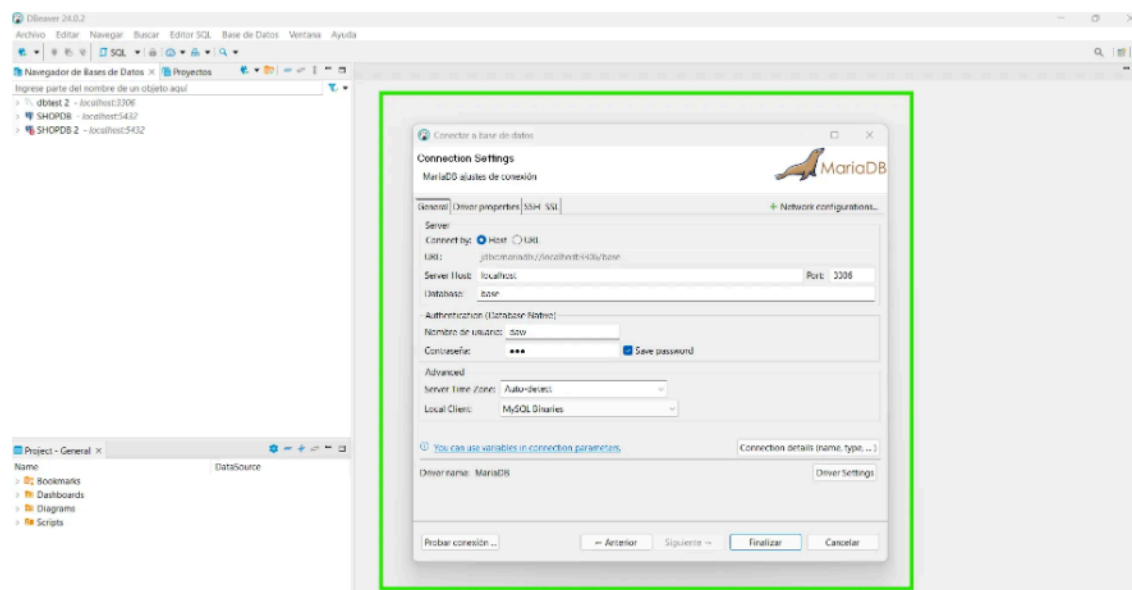 DBeaver 24.0.2
Archivo Editar Navegar Buscar Editor SQL Base de Datos Ventana Ayuda
SQL
Navegador de Bases de Datos Proyectos
Ingrese parte del nombre de un objeto aquí
dbtest 2 - localhost:3306
SHOPDB - localhost:5432
SHOPDB 2 - localhost:5432
Project - General
Name DataSource
Bookmarks
Dashboards
Diagrams
Scripts
Conectar a base de datos
Connection Settings
MariaDB ajustes de conexión
MariaDB
General Driver properties SSH SSL
+ Network configurations...
Server
Connect by: Host URL
URL: jdbc:mariadb://localhost:3306/base
Server Host: localhost Port: 3306
Database: base
Authentication (Database Native)
Nombre de usuario: daw
Contraseña: ••• Save password
Advanced
Server Time Zone: Auto-detect
Local Client: MySQL Binaries
You can use variables in connection parameters.
Connection details (name, type, ... )
Driver name: MariaDB Driver Settings
Probar conexión ... Anterior Siguiente Finalizar Cancelar